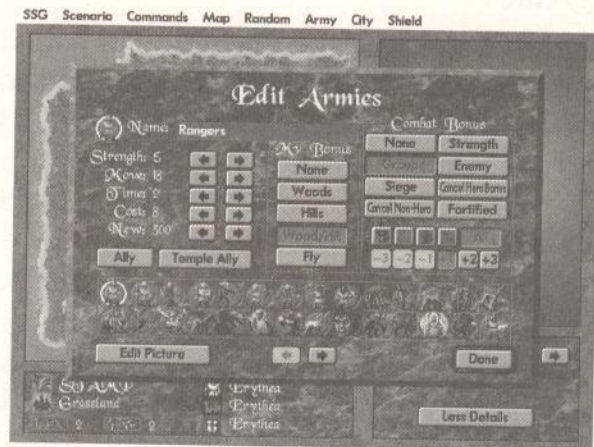 SSG Scenario Commands Map Random Army City Shield
Edit Armies
Name: Rangers
Strength: 5
Move: 18
Time: 2
Cost: 8
New: 500
Ally Temple Ally
My Bonus
None
Woods
Hills
Wood/Hill
Fly
Combat Bonus
None Strength
Group Enemy
Siege Cancel Hero Bonus
Cancel Non-Hero Fortified
-3 -2 -1 +1 +2 +3
Edit Picture
Done
Grassland
Erythea
Erythea
Erythea
Less Details